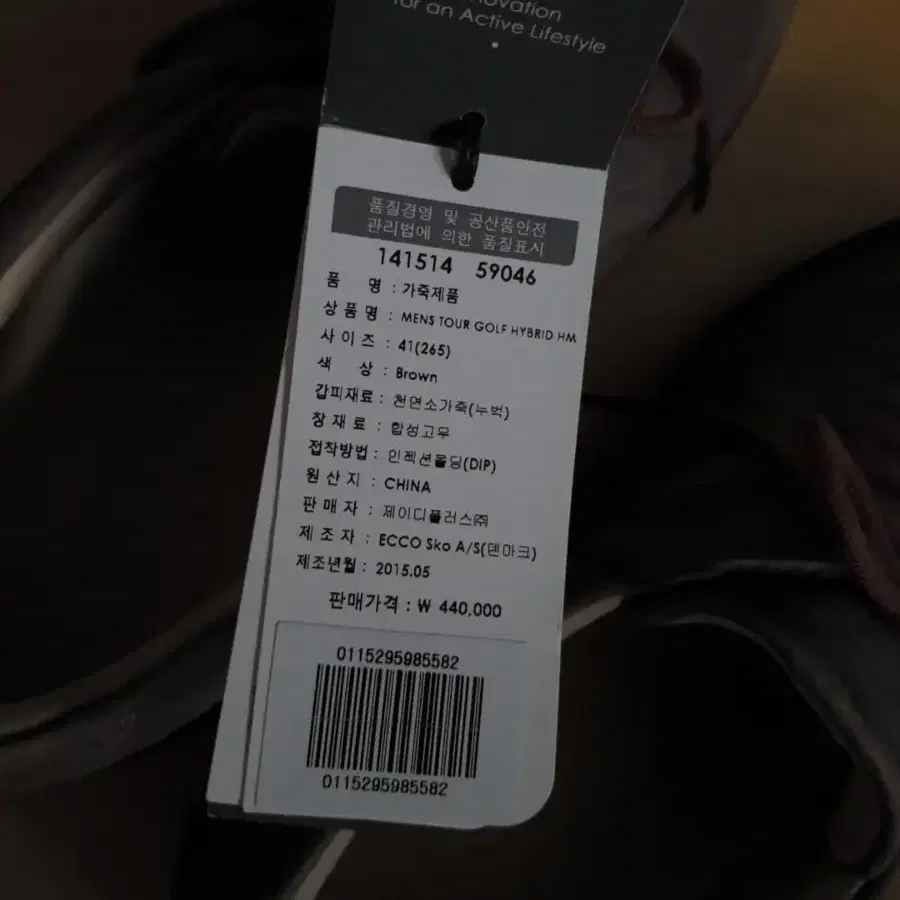 for an Active Lifestyle
품질경영 및 공산품안전
관리법에 의한 품질표시
141514 59046
품 명 : 가죽제품
상 품 명 : MENS TOUR GOLF HYBRID HM
사 이 즈 : 41(265)
색 상 : Brown
갑피재료 : 천연소가죽(누벅)
창 재 료 : 합성고무
접착방법 : 인젝션몰딩(DIP)
원 산 지 : CHINA
판 매 자 : 제이디플러스㈜
제 조 자 : ECCO Sko A/S(덴마크)
제조년월 : 2015.05
판매가격 : ₩ 440,000
0115295985582
0115295985582